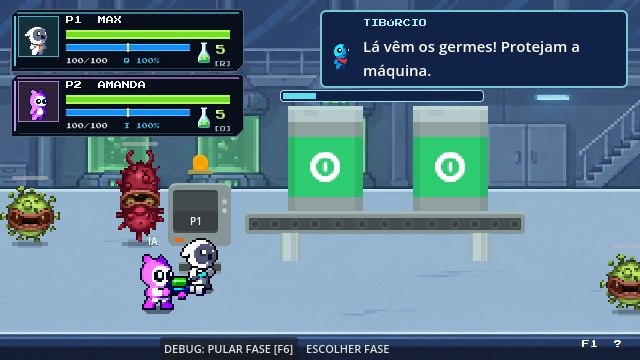 P1 MAX
5
100/100 Q 100% [R]
P2 AMANDA
5
100/100 I 100% [O]
TIBÚRCIO
Lá vêm os germes! Protejam a
máquina.
P1
IA
DEBUG: PULAR FASE [F6] ESCOLHER FASE
F1 ?